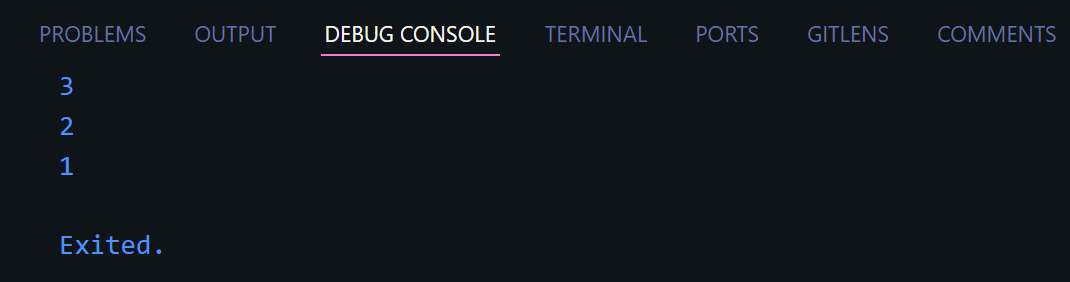 PROBLEMS OUTPUT DEBUG CONSOLE TERMINAL PORTS GITLENS COMMENTS
3
2
1
Exited.